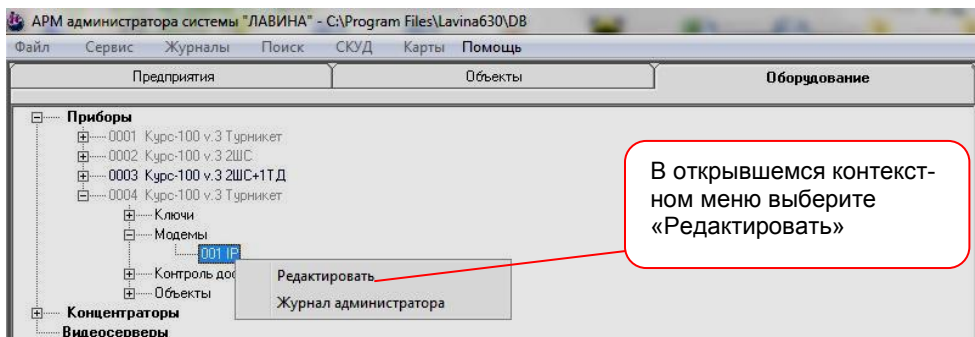 АРМ администратора системы "ЛАВИНА" - C:\Program Files\Lavina630\DB
Файл Сервис Журналы Поиск СКУД Карты Помощь
Предприятия Объекты Оборудование
Приборы
0001 Курс-100 v.3 Турникет
0002 Курс-100 v.3 2ШС
0003 Курс-100 v.3 2ШС+1ТД
0004 Курс-100 v.3 Турникет
Ключи
Модемы
001 IP
Контроль дос
Объекты
Концентраторы
Видеосерверы
Редактировать
Журнал администратора
В открывшемся контекст-
ном меню выберите
«Редактировать»